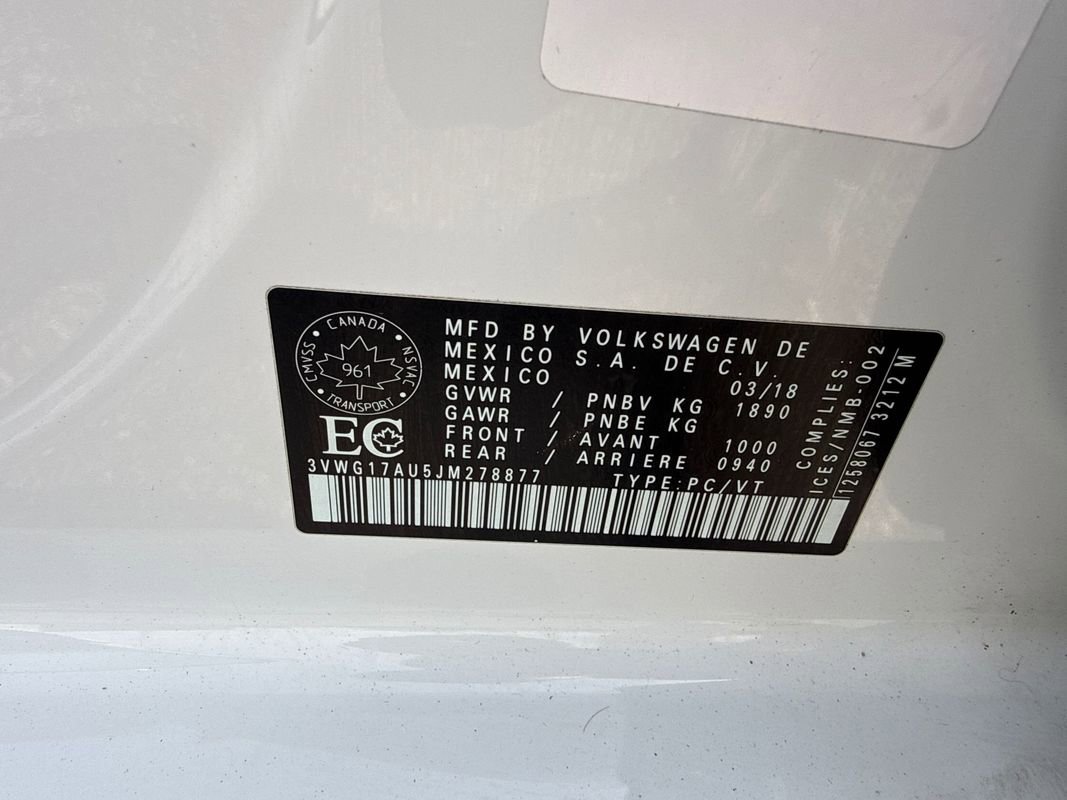 CANADA
CMVSS NSVAC
961
TRANSPORT
EC
MFD BY VOLKSWAGEN DE
MEXICO S.A. DE C.V.
MEXICO 03/18
GVWR / PNBV KG 1890
GAWR / PNBE KG
FRONT / AVANT 1000
REAR / ARRIERE 0940
3VWG17AU5JM278877 TYPE:PC/VT
COMPLIES:
ICES/NMB-002
1258067 3212 M